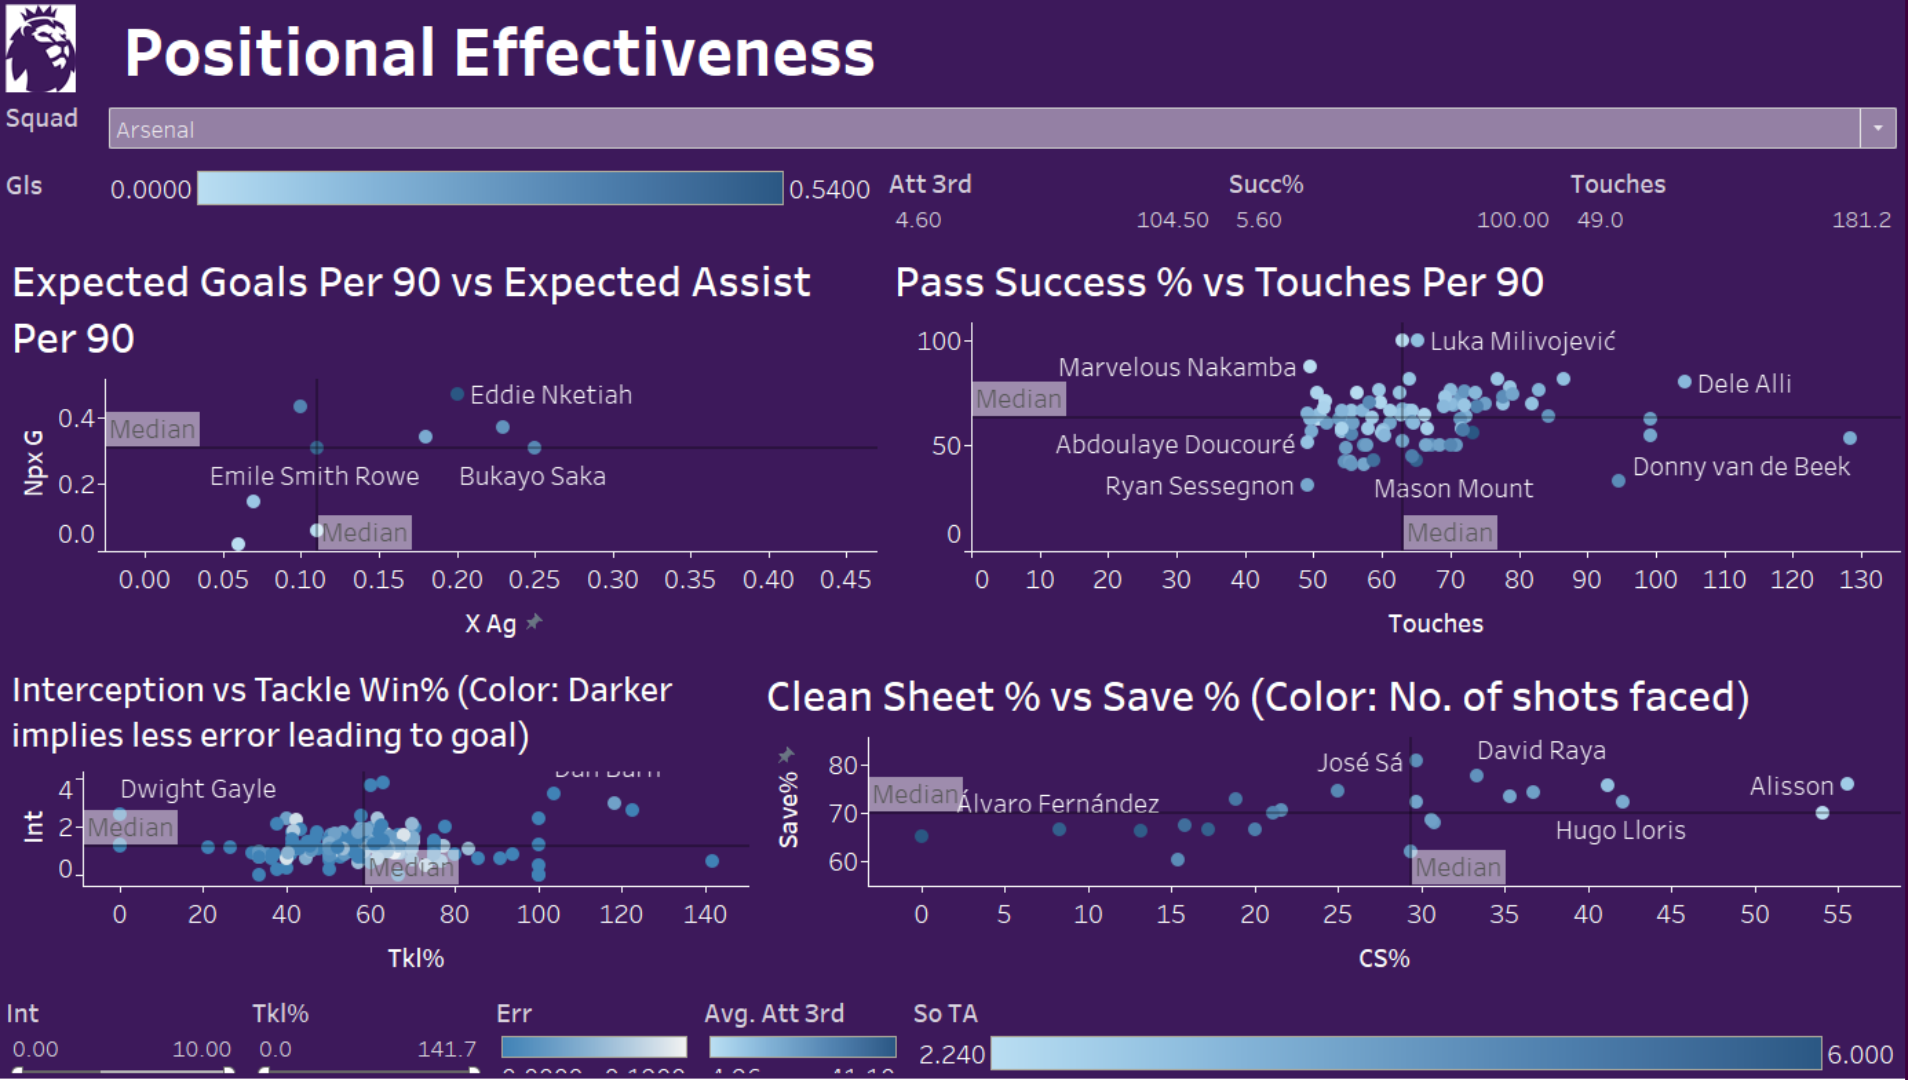 Positional Effectiveness
Squad
Arsenal
Gls
0.0000
0.5400
Att 3rd
4.60
104.50
Succ%
5.60
100.00
Touches
49.0
181.2
Expected Goals Per 90 vs Expected Assist
Per 90
Npx G
0.4
0.2
0.0
Median
Eddie Nketiah
Emile Smith Rowe
Bukayo Saka
Median
0.00 0.05 0.10 0.15 0.20 0.25 0.30 0.35 0.40 0.45
X Ag
Pass Success % vs Touches Per 90
100
50
0
Luka Milivojević
Marvelous Nakamba
Dele Alli
Median
Abdoulaye Doucouré
Donny van de Beek
Ryan Sessegnon
Mason Mount
Median
0 10 20 30 40 50 60 70 80 90 100 110 120 130
Touches
Interception vs Tackle Win% (Color: Darker
implies less error leading to goal)
Int
4
2
0
Dwight Gayle
Dan Burn
Median
Median
0 20 40 60 80 100 120 140
Tkl%
Clean Sheet % vs Save % (Color: No. of shots faced)
Save%
80
70
60
David Raya
José Sá
Alisson
Median
Álvaro Fernández
Hugo Lloris
Median
0 5 10 15 20 25 30 35 40 45 50 55
CS%
Int
0.00
10.00
Tkl%
0.0
141.7
Err
Avg. Att 3rd
So TA
2.240
6.000